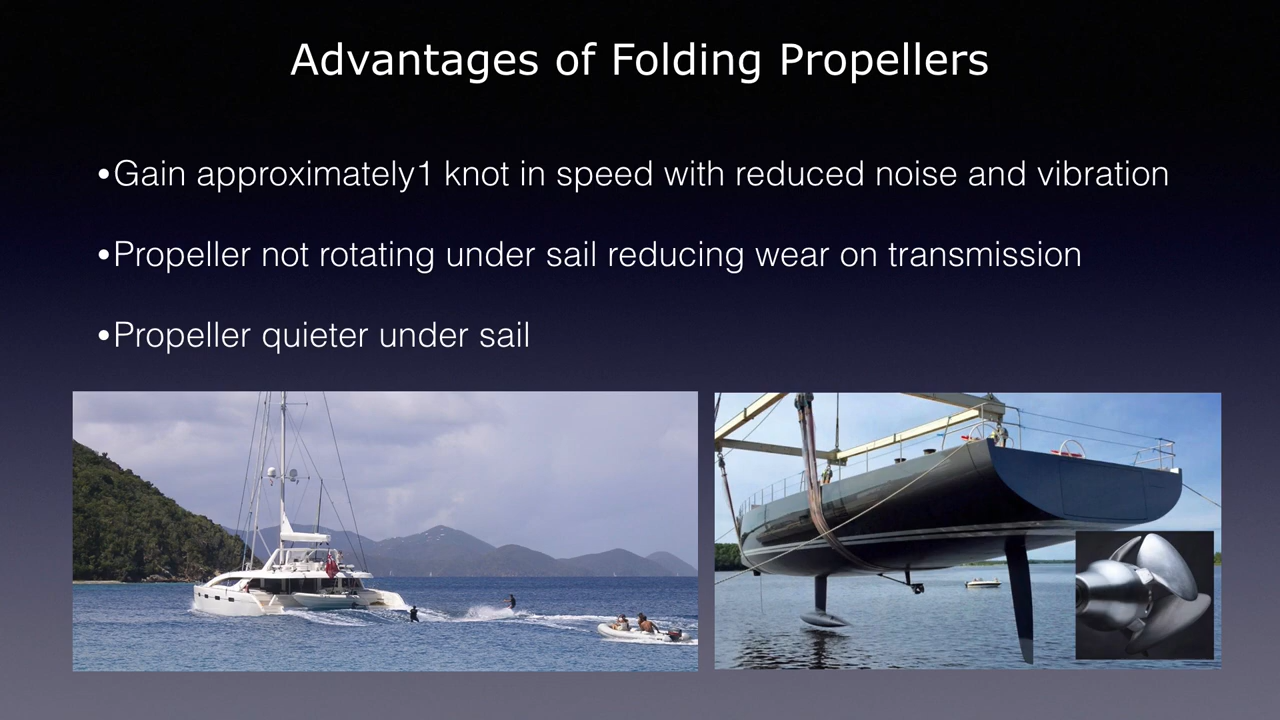 Advantages of Folding Propellers
•Gain approximately1 knot in speed with reduced noise and vibration
•Propeller not rotating under sail reducing wear on transmission
•Propeller quieter under sail